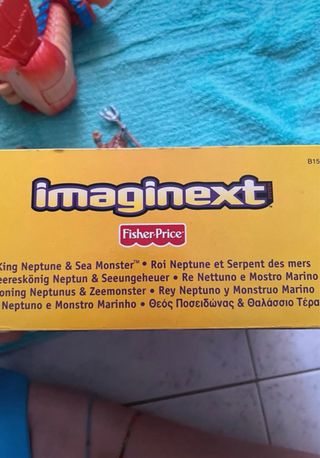 B15
imaginext
Fisher-Price
King Neptune & Sea Monster™ • Roi Neptune et Serpent des mers
eereskönig Neptun & Seeungeheuer • Re Nettuno e Mostro Marino
oning Neptunus & Zeemonster • Rey Neptuno y Monstruo Marino
Neptuno e Monstro Marinho • Θεός Ποσειδώνας & Θαλάσσιο Τέρα